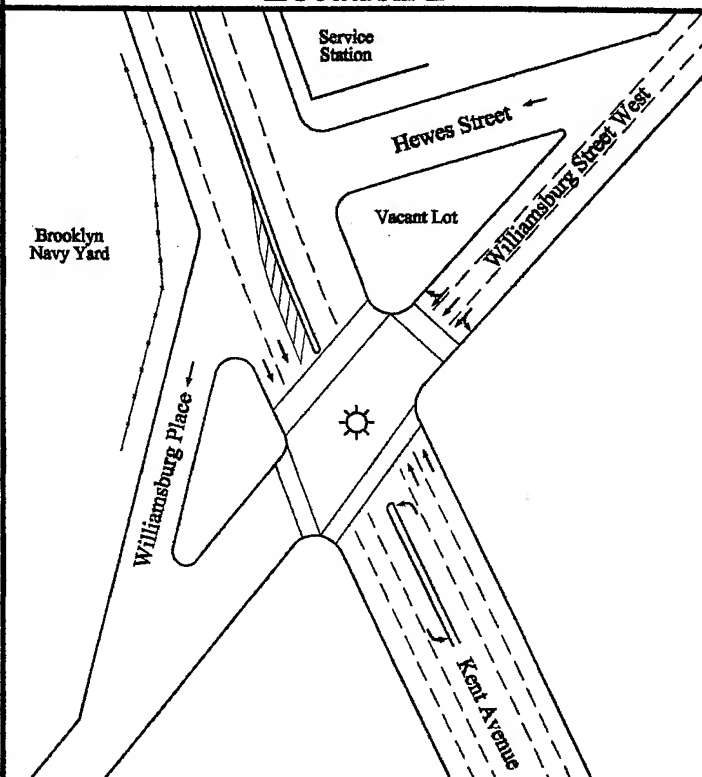 Service
Station
Hewes Street
Williamsburg Street West
Vacant Lot
Brooklyn
Navy Yard
Williamsburg Place
Kent Avenue